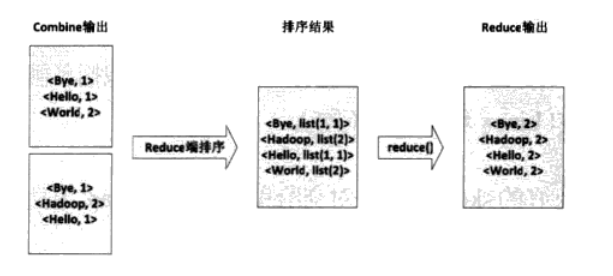 Combine输出
排序结果
Reduce输出
<Bye, 1>
<Hello, 1>
<World, 2>
<Bye, 1>
<Hadoop, 2>
<Hello, 1>
Reduce端排序
<Bye, list(1, 1)>
<Hadoop, list(2)>
<Hello, list(1, 1)>
<World, list(2)>
reduce()
<Bye, 2>
<Hadoop, 2>
<Hello, 2>
<World, 2>